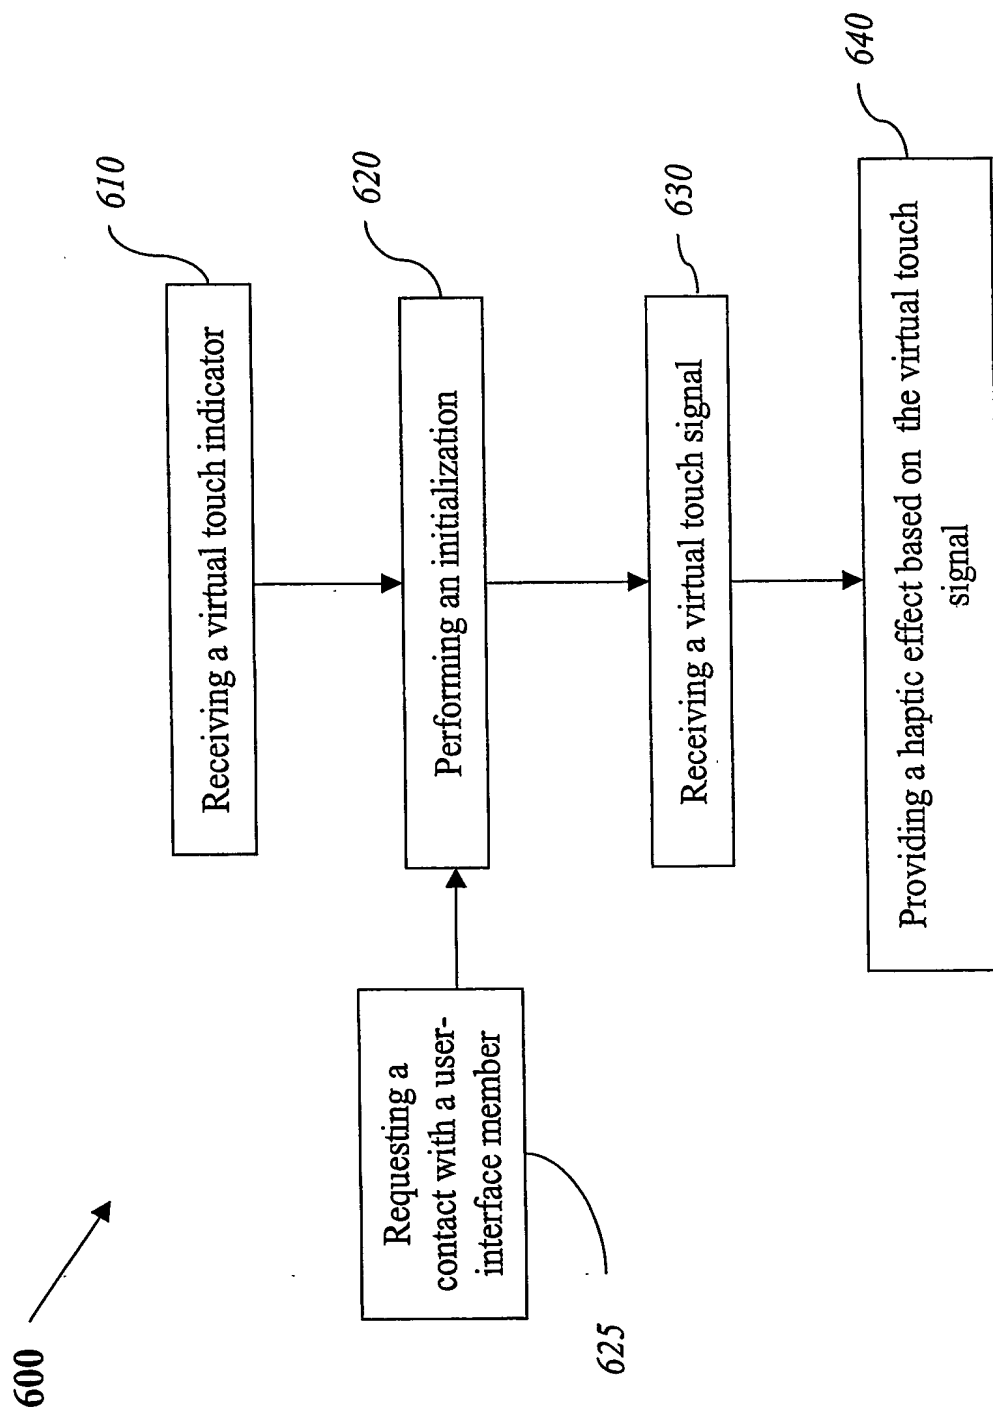 600
610
Receiving a virtual touch indicator
620
Performing an initialization
Requesting a
contact with a user-
interface member
625
630
Receiving a virtual touch signal
640
Providing a haptic effect based on the virtual touch
signal